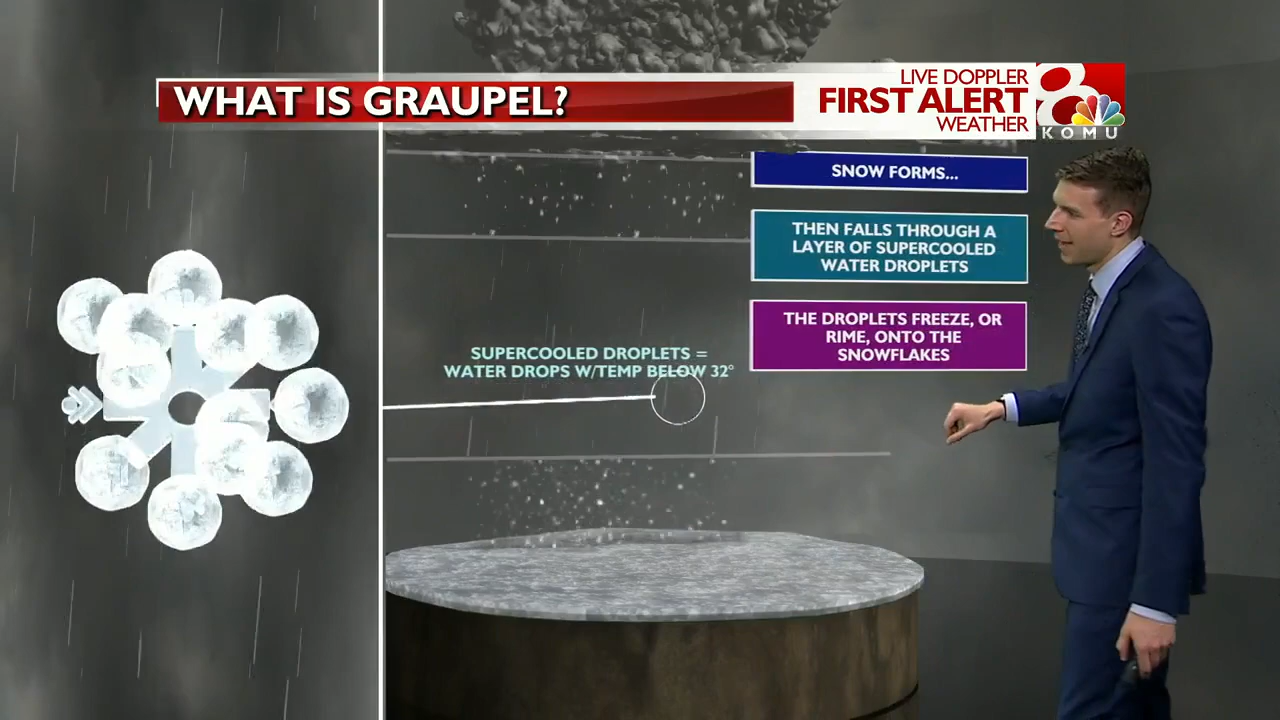 WHAT IS GRAUPEL?
LIVE DOPPLER
FIRST ALERT
WEATHER
8
KOMU
SNOW FORMS...
THEN FALLS THROUGH A
LAYER OF SUPERCOOLED
WATER DROPLETS
THE DROPLETS FREEZE, OR
RIME, ONTO THE
SNOWFLAKES
SUPERCOOLED DROPLETS =
WATER DROPS W/TEMP BELOW 32°